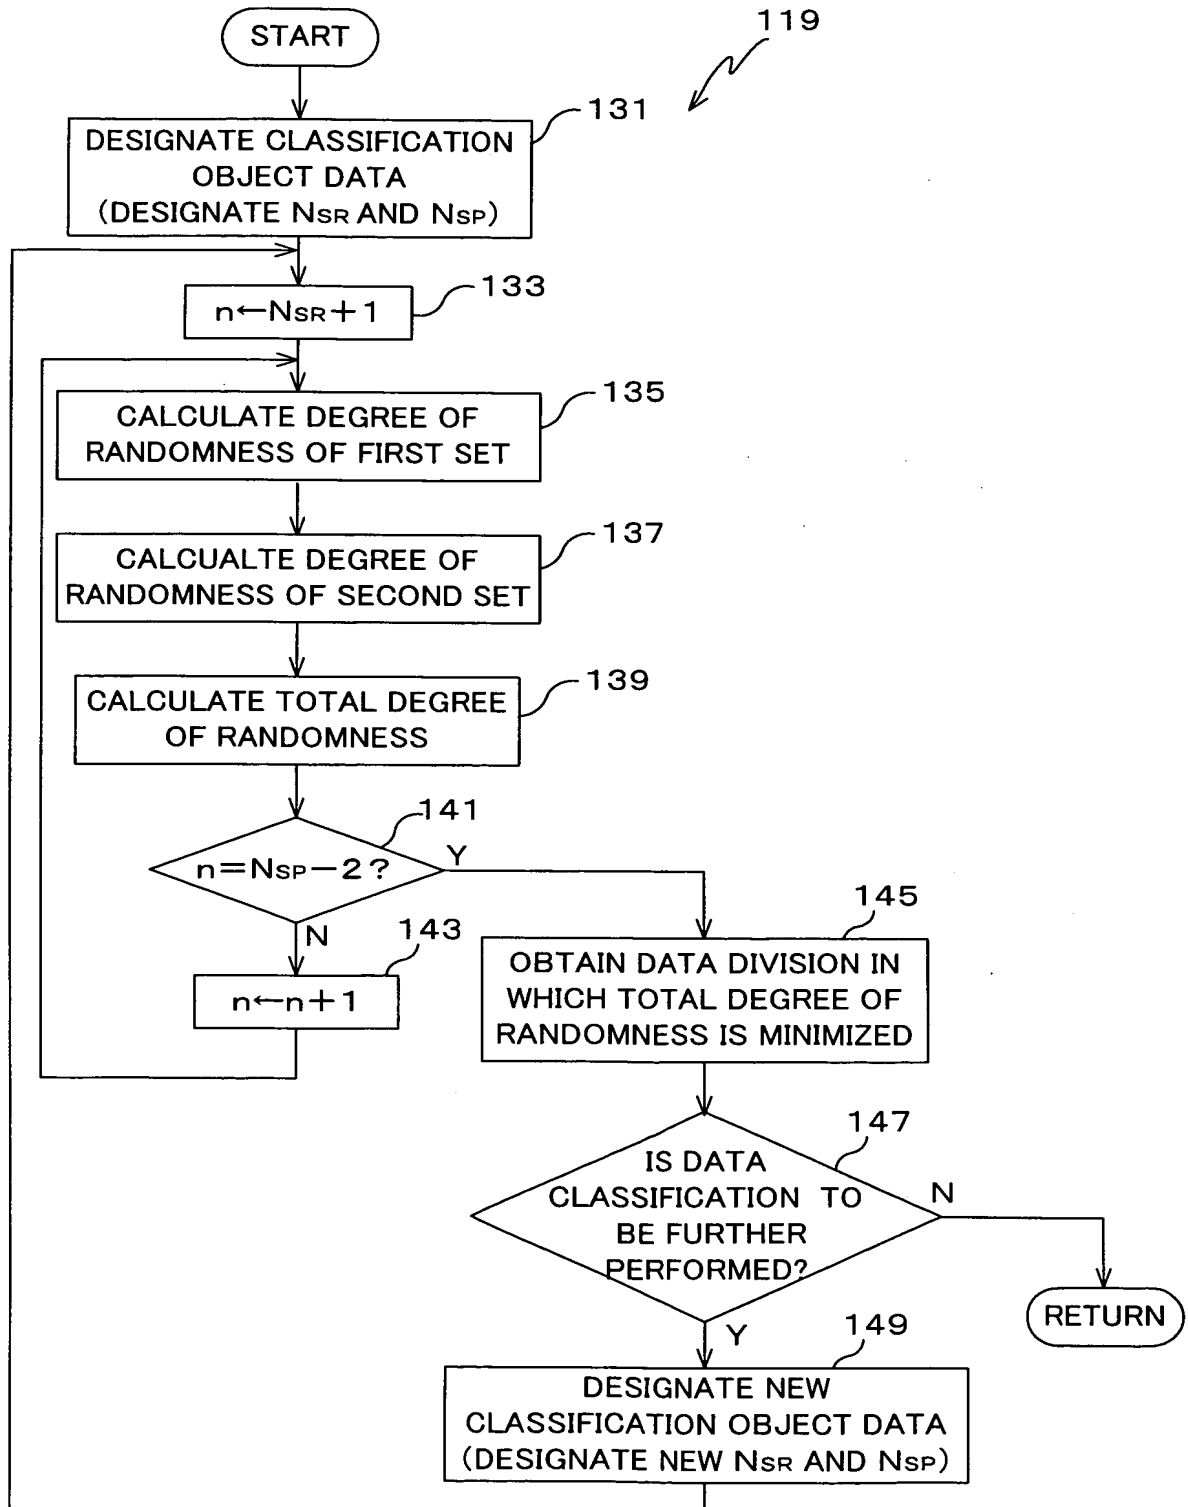 START
119
131
DESIGNATE CLASSIFICATION
OBJECT DATA
(DESIGNATE NSR AND NSP)
133
n←NSR+1
135
CALCULATE DEGREE OF
RANDOMNESS OF FIRST SET
137
CALCUALTE DEGREE OF
RANDOMNESS OF SECOND SET
139
CALCULATE TOTAL DEGREE
OF RANDOMNESS
141
n=NSP−2?
Y
N
143
n←n+1
145
OBTAIN DATA DIVISION IN
WHICH TOTAL DEGREE OF
RANDOMNESS IS MINIMIZED
147
IS DATA
CLASSIFICATION TO
BE FURTHER
PERFORMED?
N
RETURN
Y
149
DESIGNATE NEW
CLASSIFICATION OBJECT DATA
(DESIGNATE NEW NSR AND NSP)